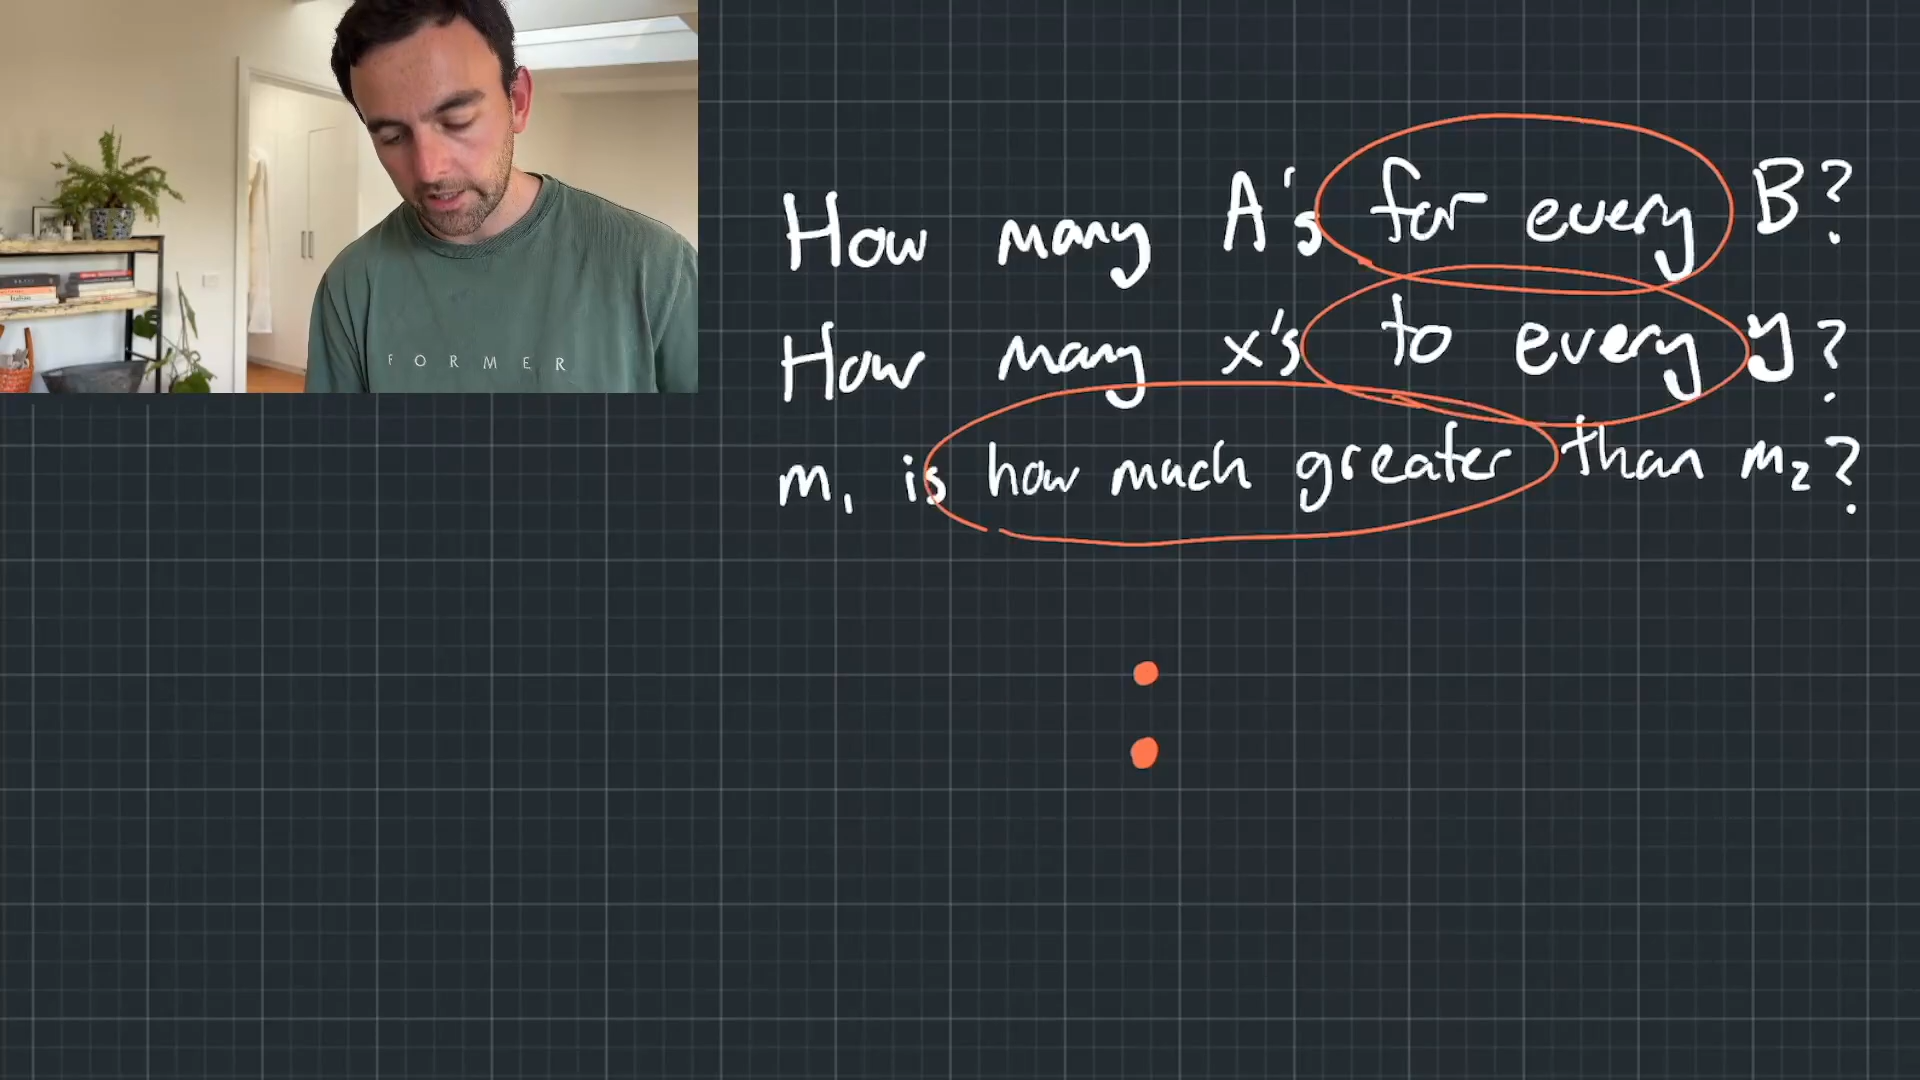 FORMER
How many A's for every B?
How many x's to every y?
m₁ is how much greater than m₂?
: